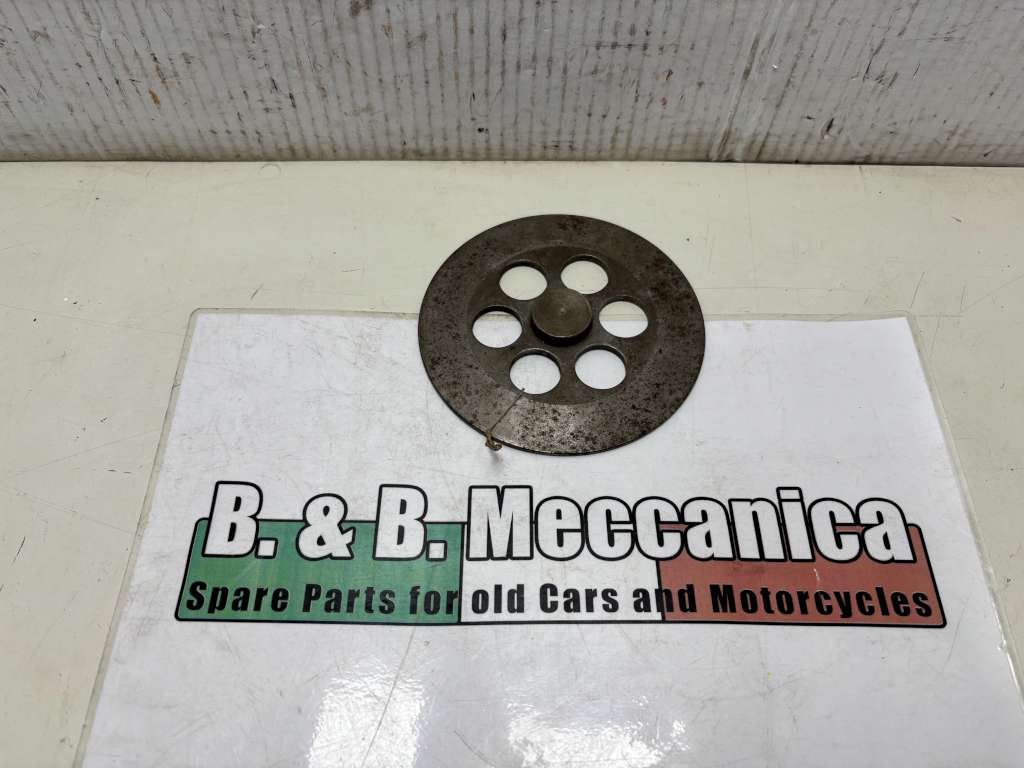 B. & B. Meccanica
Spare Parts for old Cars and Motorcycles